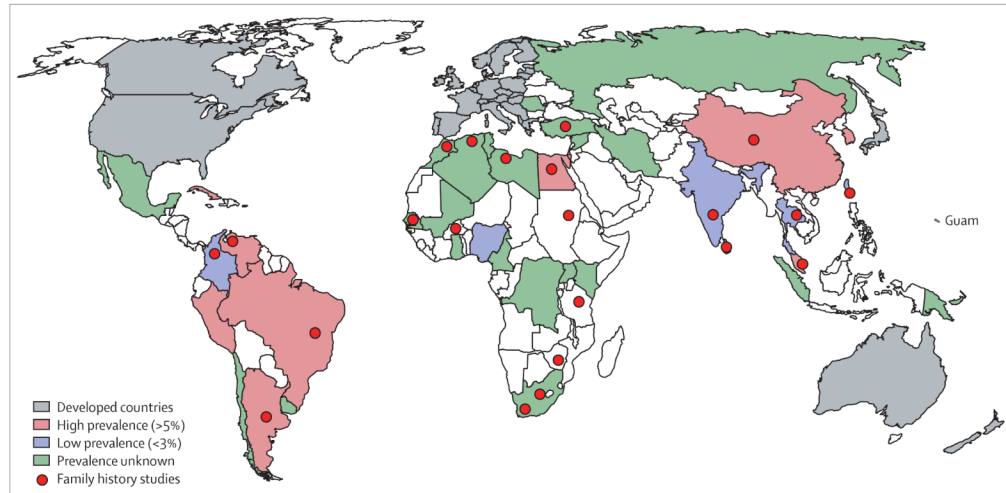 Guam
Developed countries
High prevalence (>5%)
Low prevalence (<3%)
Prevalence unknown
Family history studies